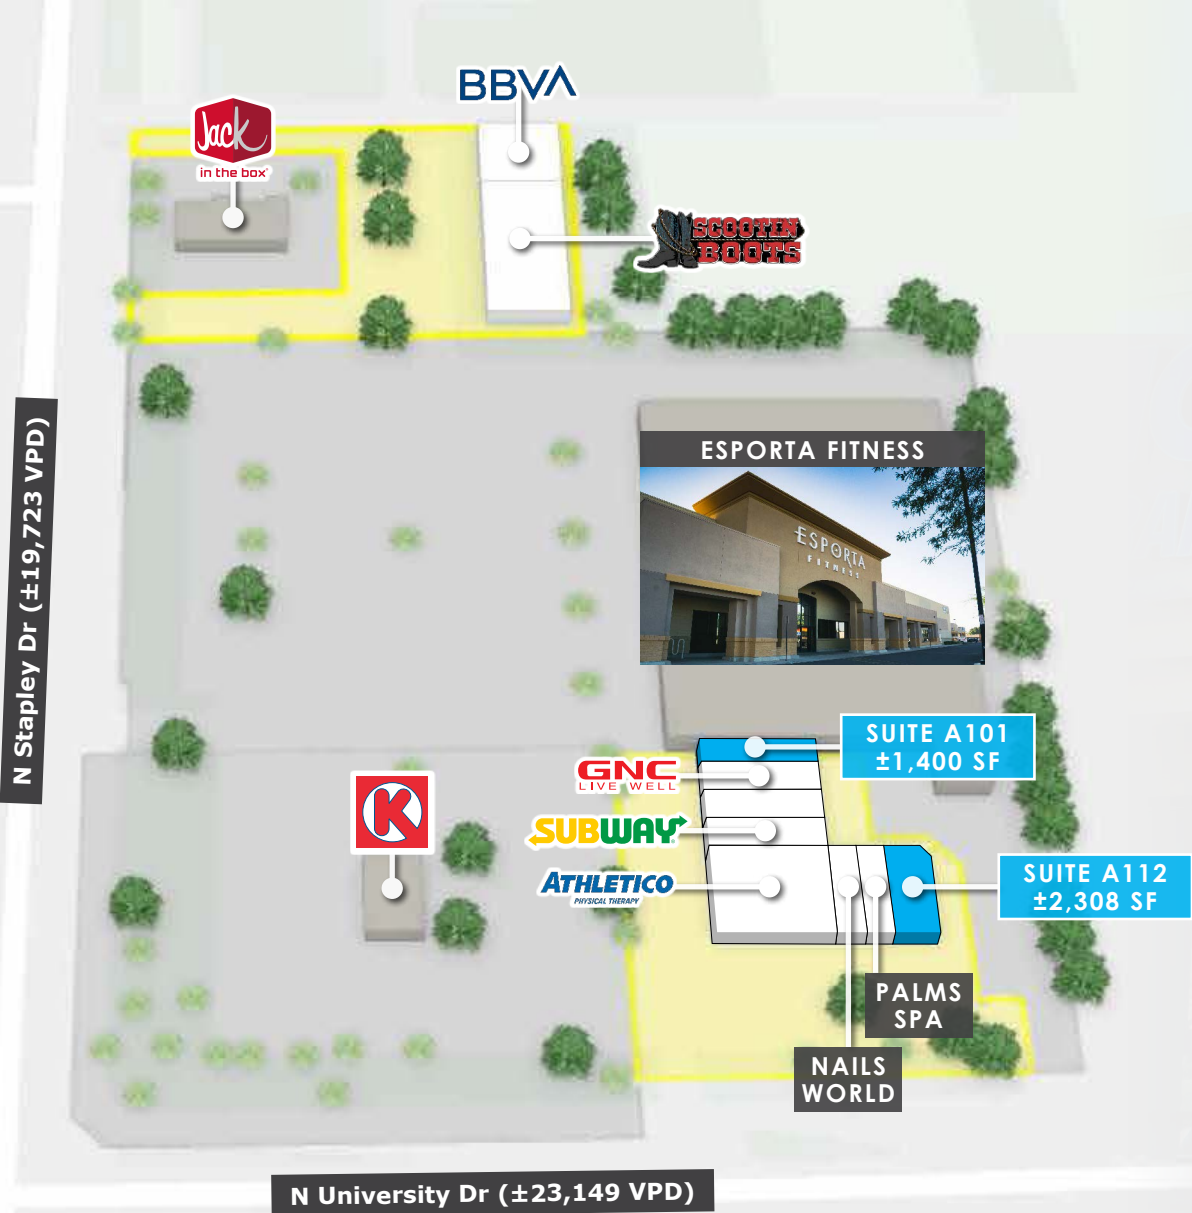 BBVA
Jack
in the box
SCOOTIN
BOOTS
ESPORTA FITNESS
ESPORTA
FITNESS
N Stapley Dr (±19,723 VPD)
SUITE A101
±1,400 SF
GNC
LIVE WELL
K
SUBWAY
ATHLETICO
PHYSICAL THERAPY
SUITE A112
±2,308 SF
PALMS
SPA
NAILS
WORLD
N University Dr (±23,149 VPD)